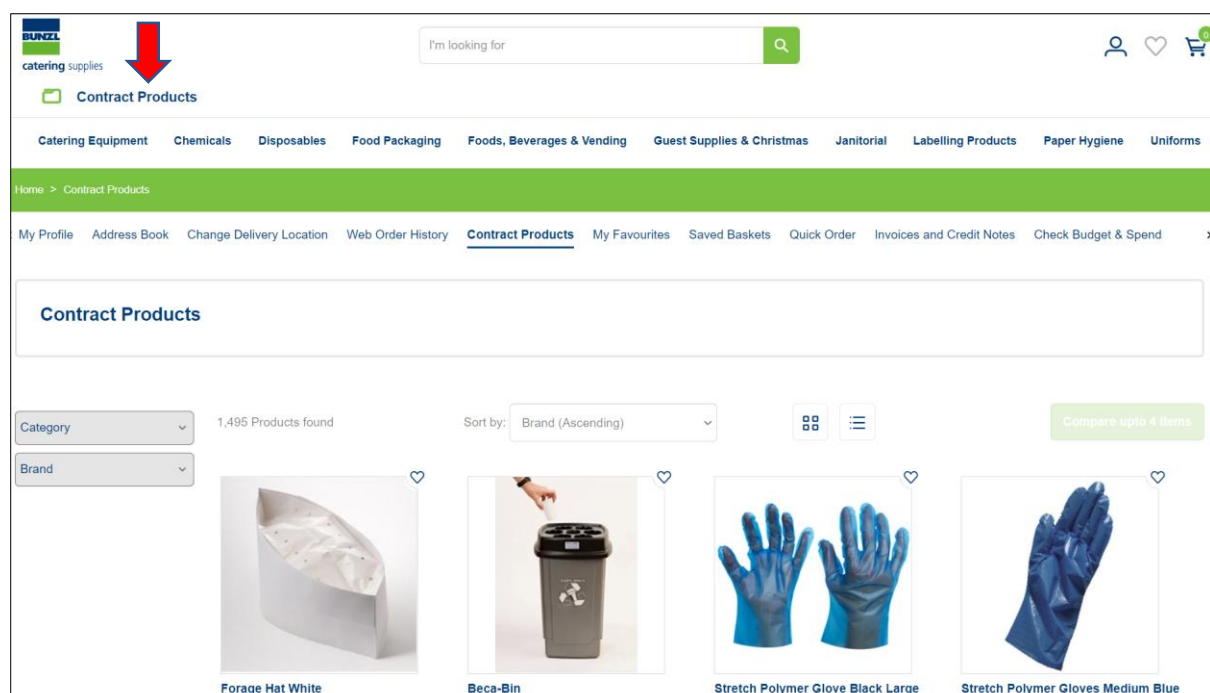 BUNZL
catering supplies
I'm looking for
0
Contract Products
Catering Equipment Chemicals Disposables Food Packaging Foods, Beverages & Vending Guest Supplies & Christmas Janitorial Labelling Products Paper Hygiene Uniforms
Home > Contract Products
My Profile Address Book Change Delivery Location Web Order History Contract Products My Favourites Saved Baskets Quick Order Invoices and Credit Notes Check Budget & Spend
Contract Products
Category 1,495 Products found Sort by: Brand (Ascending) Compare upto 4 items
Brand
Forage Hat White Beca-Bin Stretch Polymer Glove Black Large Stretch Polymer Gloves Medium Blue